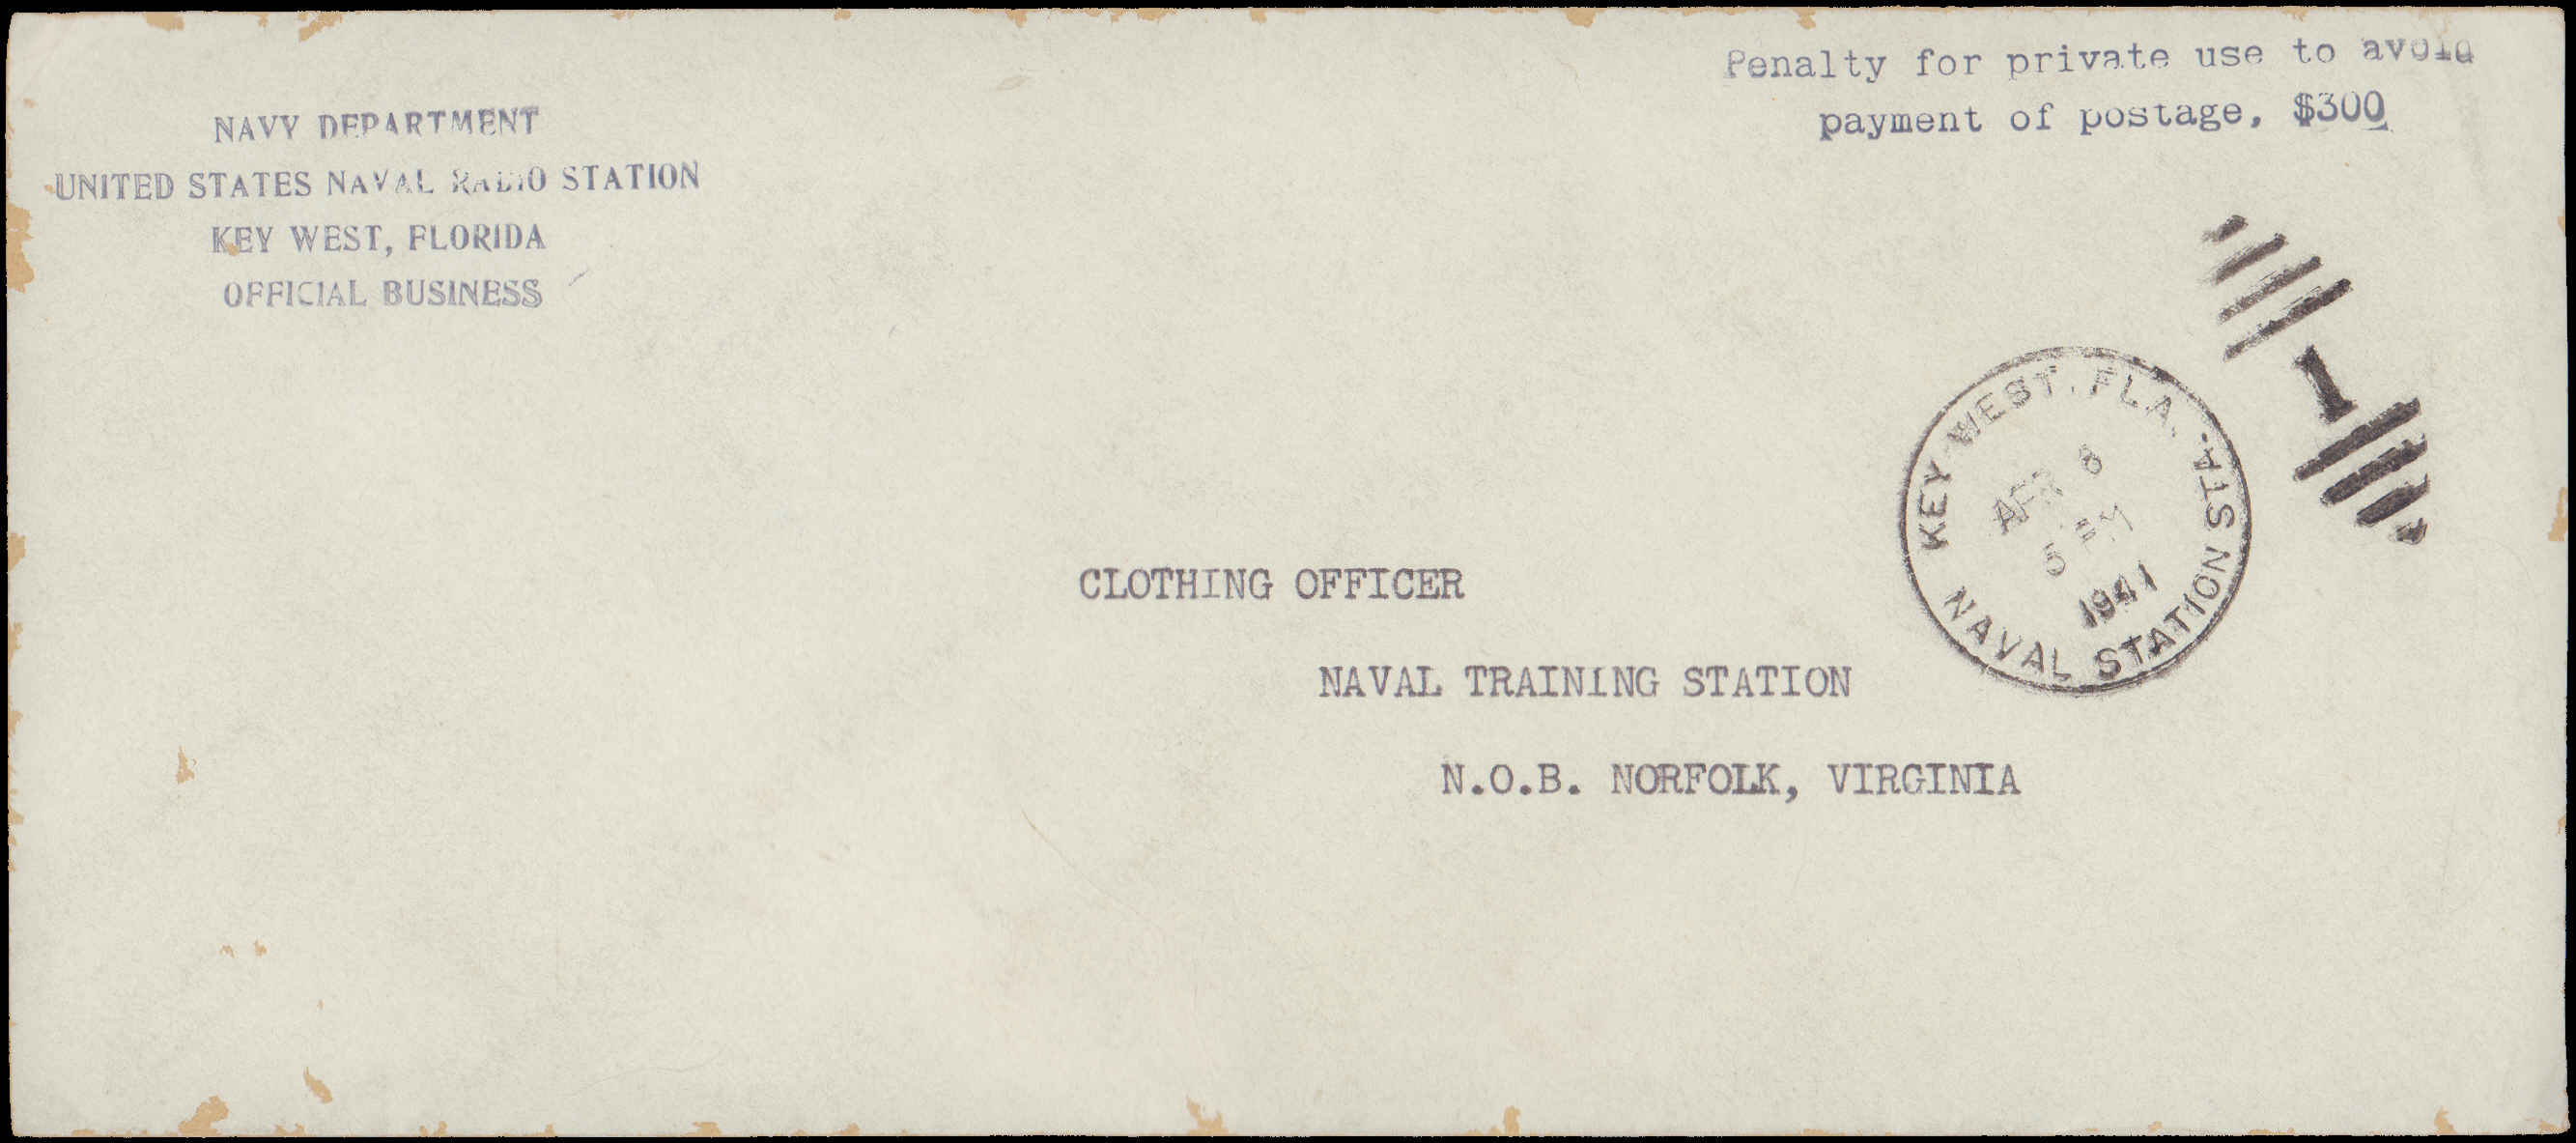 Penalty for private use to avoid
payment of postage, $300
NAVY DEPARTMENT
UNITED STATES NAVAL RADIO STATION
KEY WEST, FLORIDA
OFFICIAL BUSINESS
KEY WEST, FLA.
APR 8
5 PM
1941
NAVAL STATION STA.
1
CLOTHING OFFICER
NAVAL TRAINING STATION
N.O.B. NORFOLK, VIRGINIA